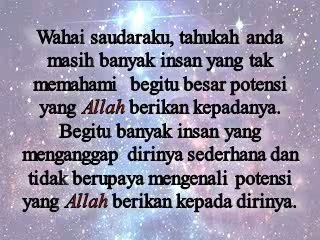 Wahai saudaraku, tahukah anda
masih banyak insan yang tak
memahami begitu besar potensi
yang Allah berikan kepadanya.
Begitu banyak insan yang
menganggap dirinya sederhana dan
tidak berupaya mengenali potensi
yang Allah berikan kepada dirinya.